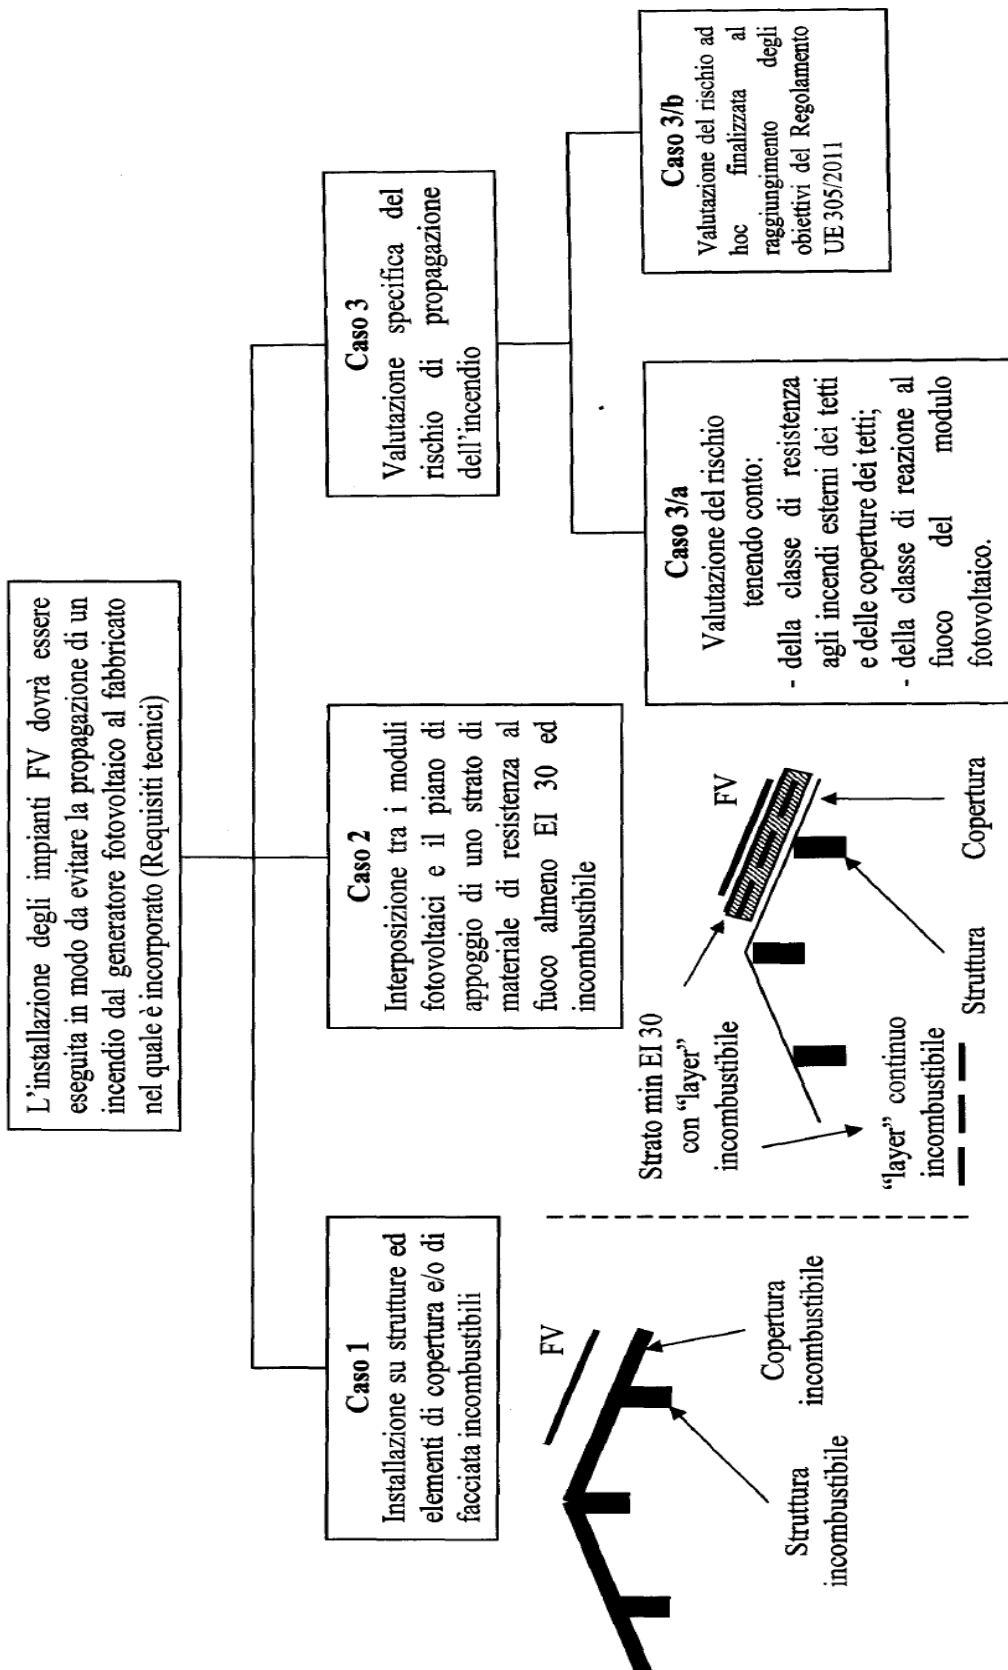 L'installazione degli impianti FV dovrà essere
eseguita in modo da evitare la propagazione di un
incendio dal generatore fotovoltaico al fabbricato
nel quale è incorporato (Requisiti tecnici)
Caso 1
Installazione su strutture ed
elementi di copertura e/o di
facciata incombustibili
Caso 2
Interposizione tra i moduli
fotovoltaici e il piano di
appoggio di uno strato di
materiale di resistenza al
fuoco almeno EI 30 ed
incombustibile
Caso 3
Valutazione specifica del
rischio di propagazione
dell'incendio
Caso 3/a
Valutazione del rischio
tenendo conto:
- della classe di resistenza
agli incendi esterni dei tetti
e delle coperture dei tetti;
- della classe di reazione al
fuoco del modulo
fotovoltaico.
Caso 3/b
Valutazione del rischio ad
hoc finalizzata al
raggiungimento degli
obiettivi del Regolamento
UE 305/2011
FV
Struttura
incombustibile
Copertura
incombustibile
Strato min EI 30
con “layer”
incombustibile
FV
“layer” continuo
incombustibile
Struttura
Copertura